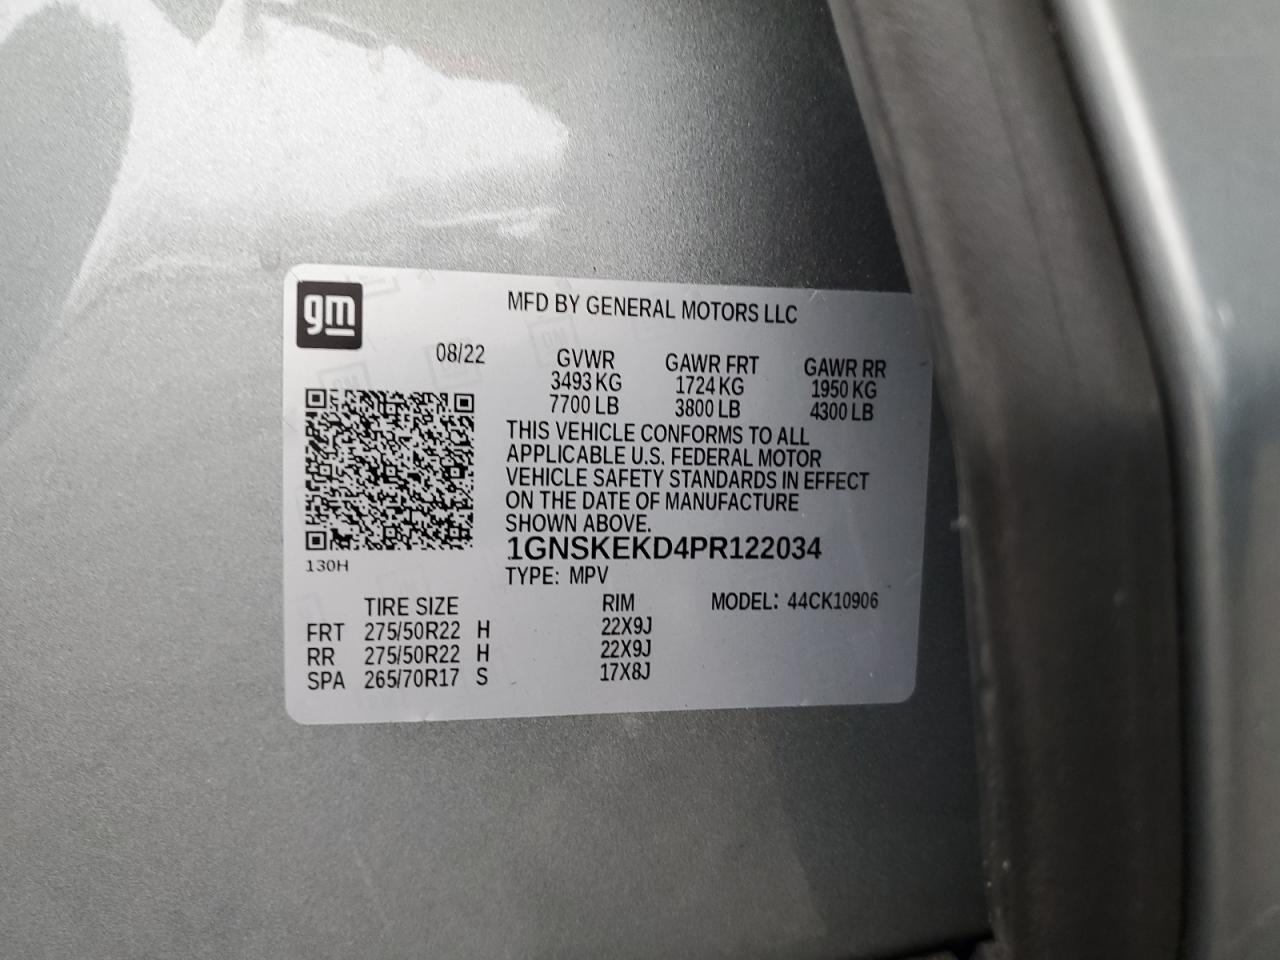 gm
MFD BY GENERAL MOTORS LLC
08/22
GVWR GAWR FRT GAWR RR
3493 KG 1724 KG 1950 KG
7700 LB 3800 LB 4300 LB
THIS VEHICLE CONFORMS TO ALL
APPLICABLE U.S. FEDERAL MOTOR
VEHICLE SAFETY STANDARDS IN EFFECT
ON THE DATE OF MANUFACTURE
SHOWN ABOVE.
1GNSKEKD4PR122034
130H
TYPE: MPV
TIRE SIZE RIM MODEL: 44CK10906
FRT 275/50R22 H 22X9J
RR 275/50R22 H 22X9J
SPA 265/70R17 S 17X8J